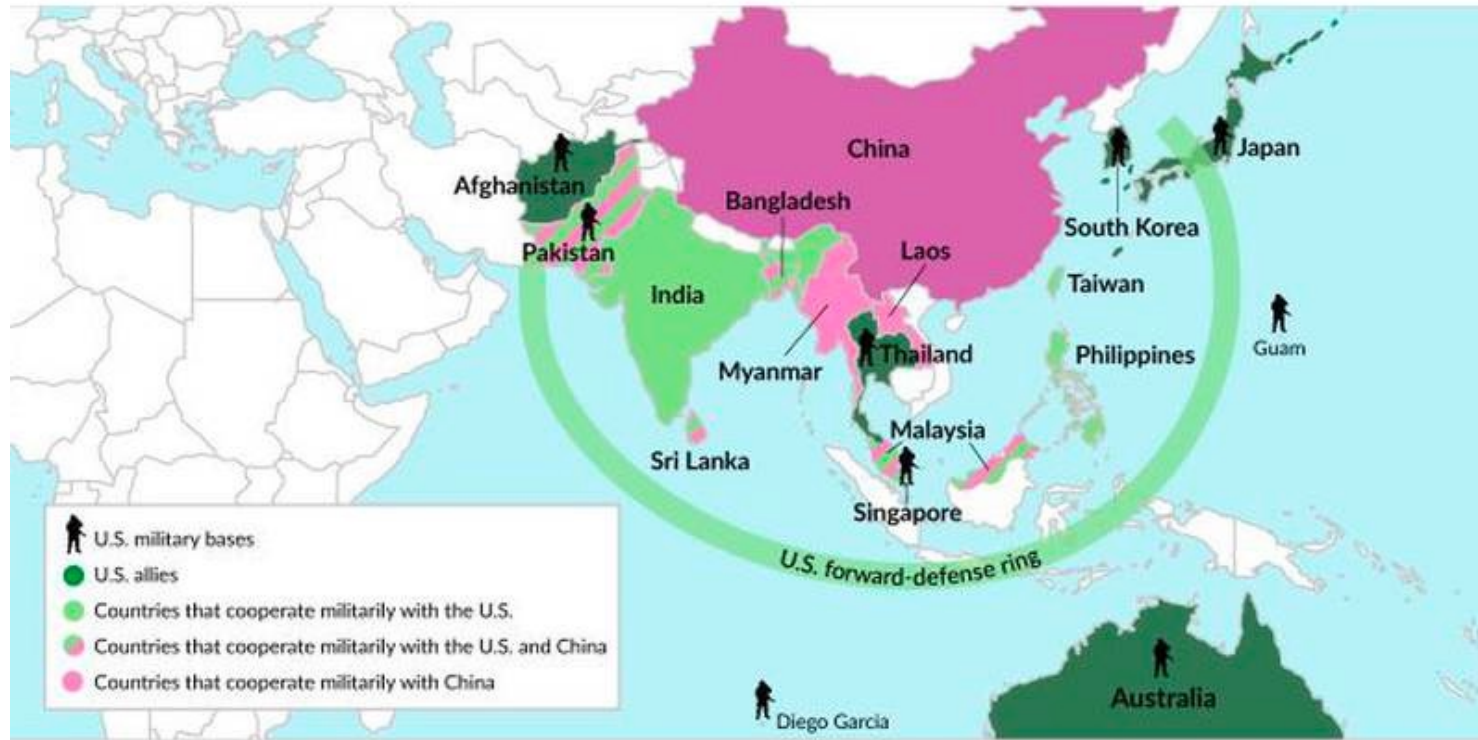 China
Japan
Afghanistan
Bangladesh
South Korea
Pakistan
Laos
Taiwan
India
Guam
Thailand
Philippines
Myanmar
Malaysia
Sri Lanka
Singapore
U.S. forward-defense ring
U.S. military bases
U.S. allies
Countries that cooperate militarily with the U.S.
Countries that cooperate militarily with the U.S. and China
Countries that cooperate militarily with China
Australia
Diego Garcia